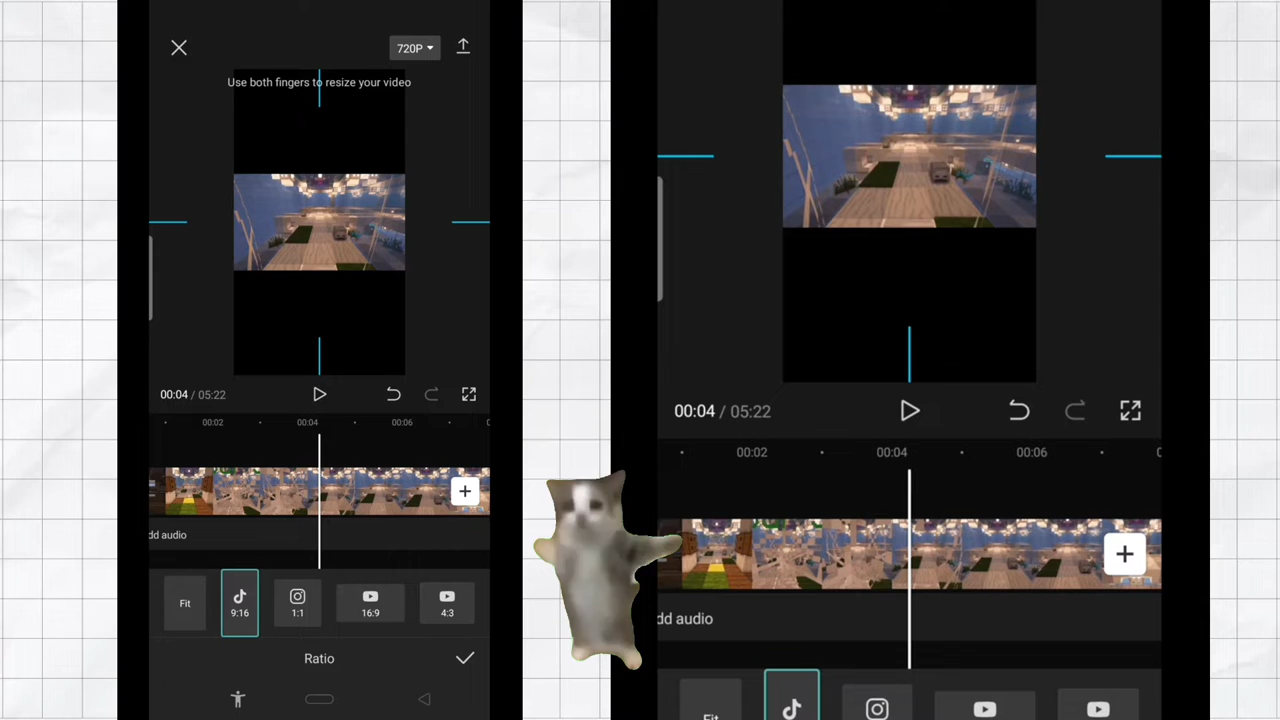 720P
Use both fingers to resize your video
00:04 / 05:22
00:02
00:04
00:06
dd audio
Fit
9:16
1:1
16:9
4:3
Ratio
00:04 / 05:22
00:02
00:04
00:06
dd audio
Fit